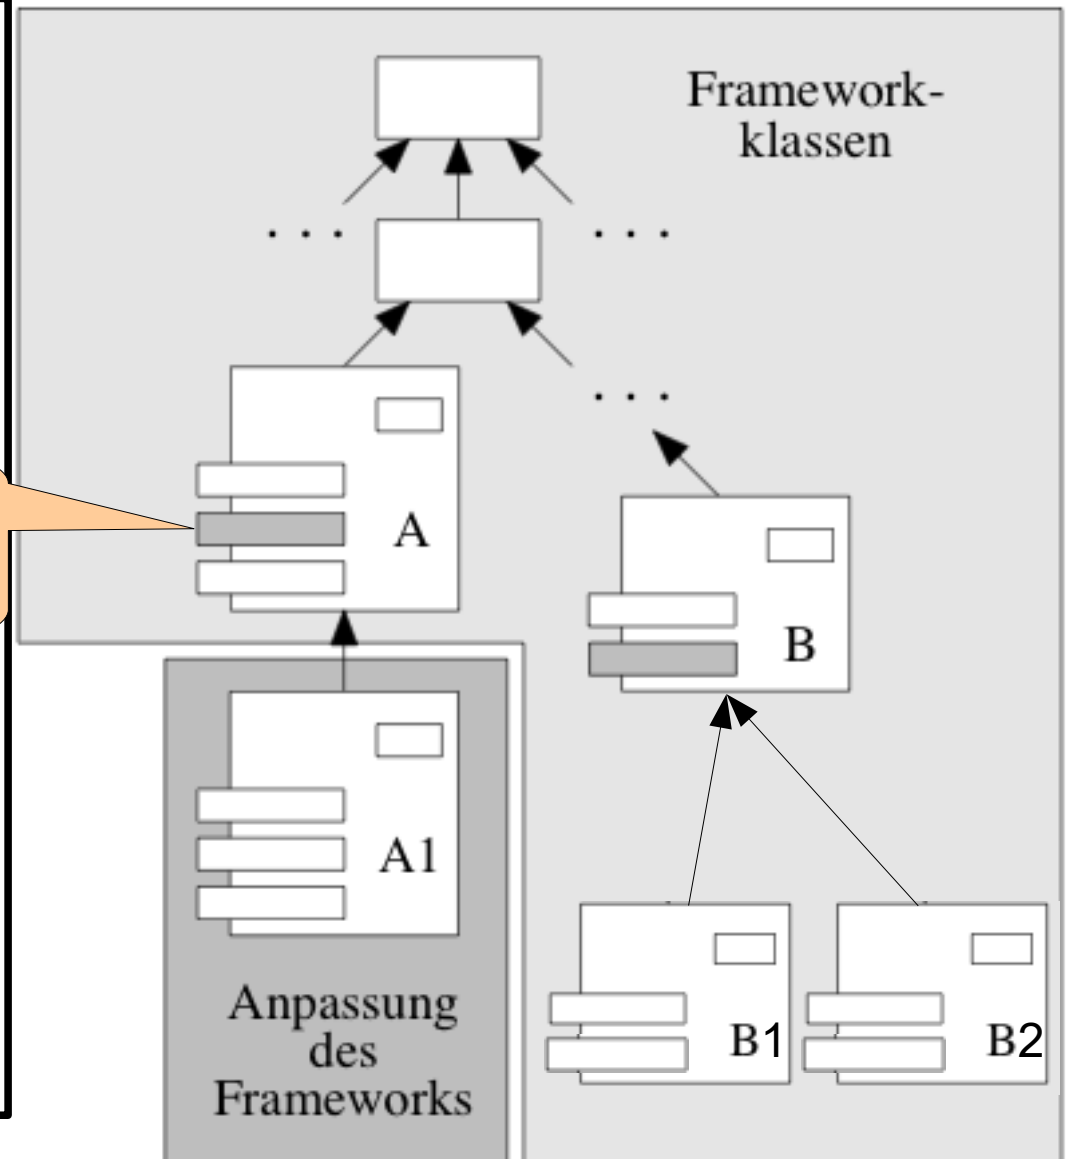 Framework-
klassen
. . .
. . .
. . .
A
B
A1
Anpassung
des
Frameworks
B1
B2